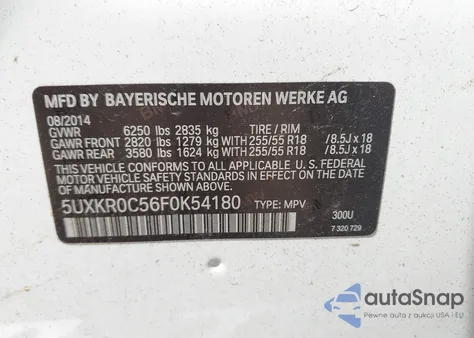 MFD BY BAYERISCHE MOTOREN WERKE AG
08/2014
GVWR 6250 lbs 2835 kg TIRE / RIM
GAWR FRONT 2820 lbs 1279 kg WITH 255/55 R18 /8.5J x 18
GAWR REAR 3580 lbs 1624 kg WITH 255/55 R18 /8.5J x 18
THIS VEHICLE CONFORMS TO ALL APPLICABLE U.S. FEDERAL
MOTOR VEHICLE SAFETY STANDARDS IN EFFECT ON
THE DATE OF MANUFACTURE SHOWN ABOVE.
5UXKR0C56F0K54180 TYPE: MPV 300U
7 320 729
autoSnap
Pewne auta z aukcji USA i EU